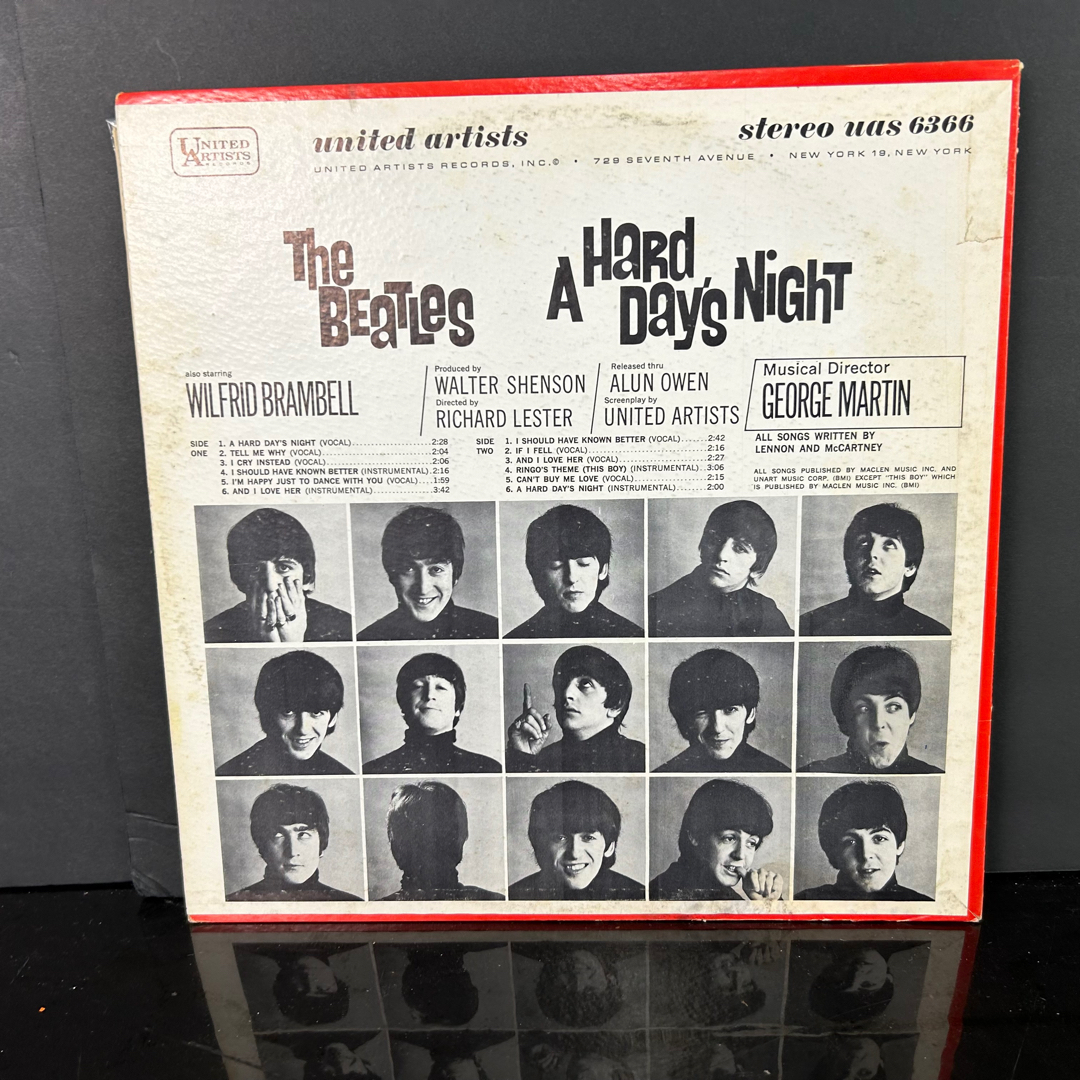 UNITED
ARTISTS
RECORDS
united artists
stereo uas 6366
UNITED ARTISTS RECORDS, INC.© • 729 SEVENTH AVENUE • NEW YORK 19, NEW YORK
The
BEATLES
A HARD
DAY'S NIGHT
also starring
WILFRID BRAMBELL
Produced by
WALTER SHENSON
Directed by
RICHARD LESTER
Released thru
ALUN OWEN
Screenplay by
UNITED ARTISTS
Musical Director
GEORGE MARTIN
SIDE
ONE
1. A HARD DAY'S NIGHT (VOCAL)......................2:28
2. TELL ME WHY (VOCAL)..............................2:04
3. I CRY INSTEAD (VOCAL)............................2:06
4. I SHOULD HAVE KNOWN BETTER (INSTRUMENTAL)..2:16
5. I'M HAPPY JUST TO DANCE WITH YOU (VOCAL)....1:59
6. AND I LOVE HER (INSTRUMENTAL)..................3:42
SIDE
TWO
1. I SHOULD HAVE KNOWN BETTER (VOCAL).......2:42
2. IF I FELL (VOCAL)..............................2:16
3. AND I LOVE HER (VOCAL)......................2:27
4. RINGO'S THEME (THIS BOY) (INSTRUMENTAL)..3:06
5. CAN'T BUY ME LOVE (VOCAL)..................2:15
6. A HARD DAY'S NIGHT (INSTRUMENTAL)........2:00
ALL SONGS WRITTEN BY
LENNON AND McCARTNEY
ALL SONGS PUBLISHED BY MACLEN MUSIC INC. AND
UNART MUSIC CORP. (BMI) EXCEPT "THIS BOY" WHICH
IS PUBLISHED BY MACLEN MUSIC INC. (BMI)